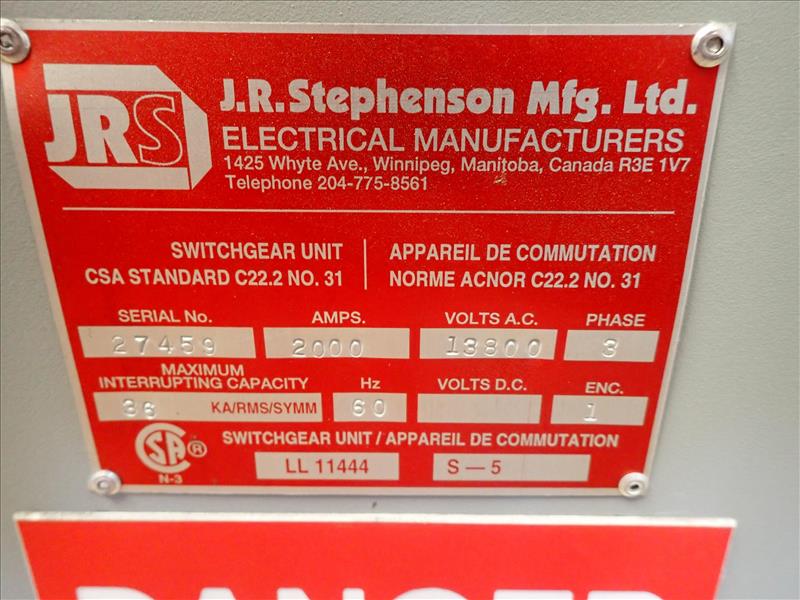 JRS
J.R.Stephenson Mfg. Ltd.
ELECTRICAL MANUFACTURERS
1425 Whyte Ave., Winnipeg, Manitoba, Canada R3E 1V7
Telephone 204-775-8561
SWITCHGEAR UNIT | APPAREIL DE COMMUTATION
CSA STANDARD C22.2 NO. 31 | NORME ACNOR C22.2 NO. 31
SERIAL No. AMPS. VOLTS A.C. PHASE
27459 2000 13800 3
MAXIMUM
INTERRUPTING CAPACITY Hz VOLTS D.C. ENC.
36 KA/RMS/SYMM 60 1
SA ®
N-3
SWITCHGEAR UNIT / APPAREIL DE COMMUTATION
LL 11444 S — 5
DANGER